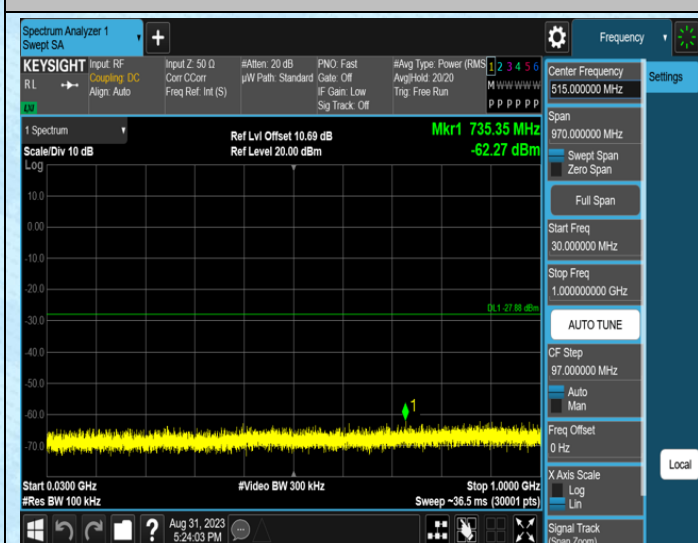 Spectrum Analyzer 1
Swept SA
+
Frequency
KEYSIGHT
RL
LW
Input: RF
Coupling: DC
Align: Auto
Input Z: 50 Ω
Corr CCorr
Freq Ref: Int (S)
#Atten: 20 dB
µW Path: Standard
PNO: Fast
Gate: Off
IF Gain: Low
Sig Track: Off
#Avg Type: Power (RMS
Avg|Hold: 20/20
Trig: Free Run
1 2 3 4 5 6
M W W W W W
P P P P P P
1 Spectrum
Scale/Div 10 dB
Log
Ref Lvl Offset 10.69 dB
Ref Level 20.00 dBm
Mkr1 735.35 MHz
-62.27 dBm
10.0
0.00
-10.0
-20.0
-30.0
-40.0
-50.0
-60.0
-70.0
DL1 -27.88 dBm
1
Start 0.0300 GHz
#Res BW 100 kHz
#Video BW 300 kHz
Stop 1.0000 GHz
Sweep ~36.5 ms (30001 pts)
Aug 31, 2023
5:24:03 PM
?
Center Frequency
515.000000 MHz
Settings
Span
970.000000 MHz
Swept Span
Zero Span
Full Span
Start Freq
30.000000 MHz
Stop Freq
1.000000000 GHz
AUTO TUNE
CF Step
97.000000 MHz
Auto
Man
Freq Offset
0 Hz
X Axis Scale
Log
Lin
Local
Signal Track
(Span Zoom)